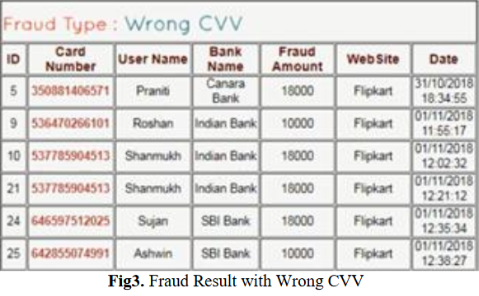 Fraud Type : Wrong CVV
ID Card Number User Name Bank Name Fraud Amount WebSite Date
5 350881406571 Praniti Canara Bank 18000 Flipkart 31/10/2018 18:34:55
9 536470266101 Roshan Indian Bank 10000 Flipkart 01/11/2018 11:56:17
10 537785904513 Shanmukh Indian Bank 18000 Flipkart 01/11/2018 12:02:32
21 537785904513 Shanmukh Indian Bank 18000 Flipkart 01/11/2018 12:21:12
24 646597512025 Sujan SBI Bank 18000 Flipkart 01/11/2018 12:35:34
25 642855074991 Ashwin SBI Bank 10000 Flipkart 01/11/2018 12:38:27
Fig3. Fraud Result with Wrong CVV